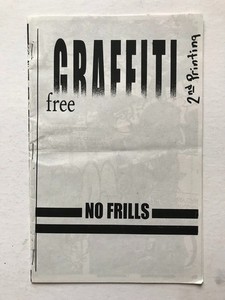 GRAFFITI
free
2nd Printing
NO FRILLS